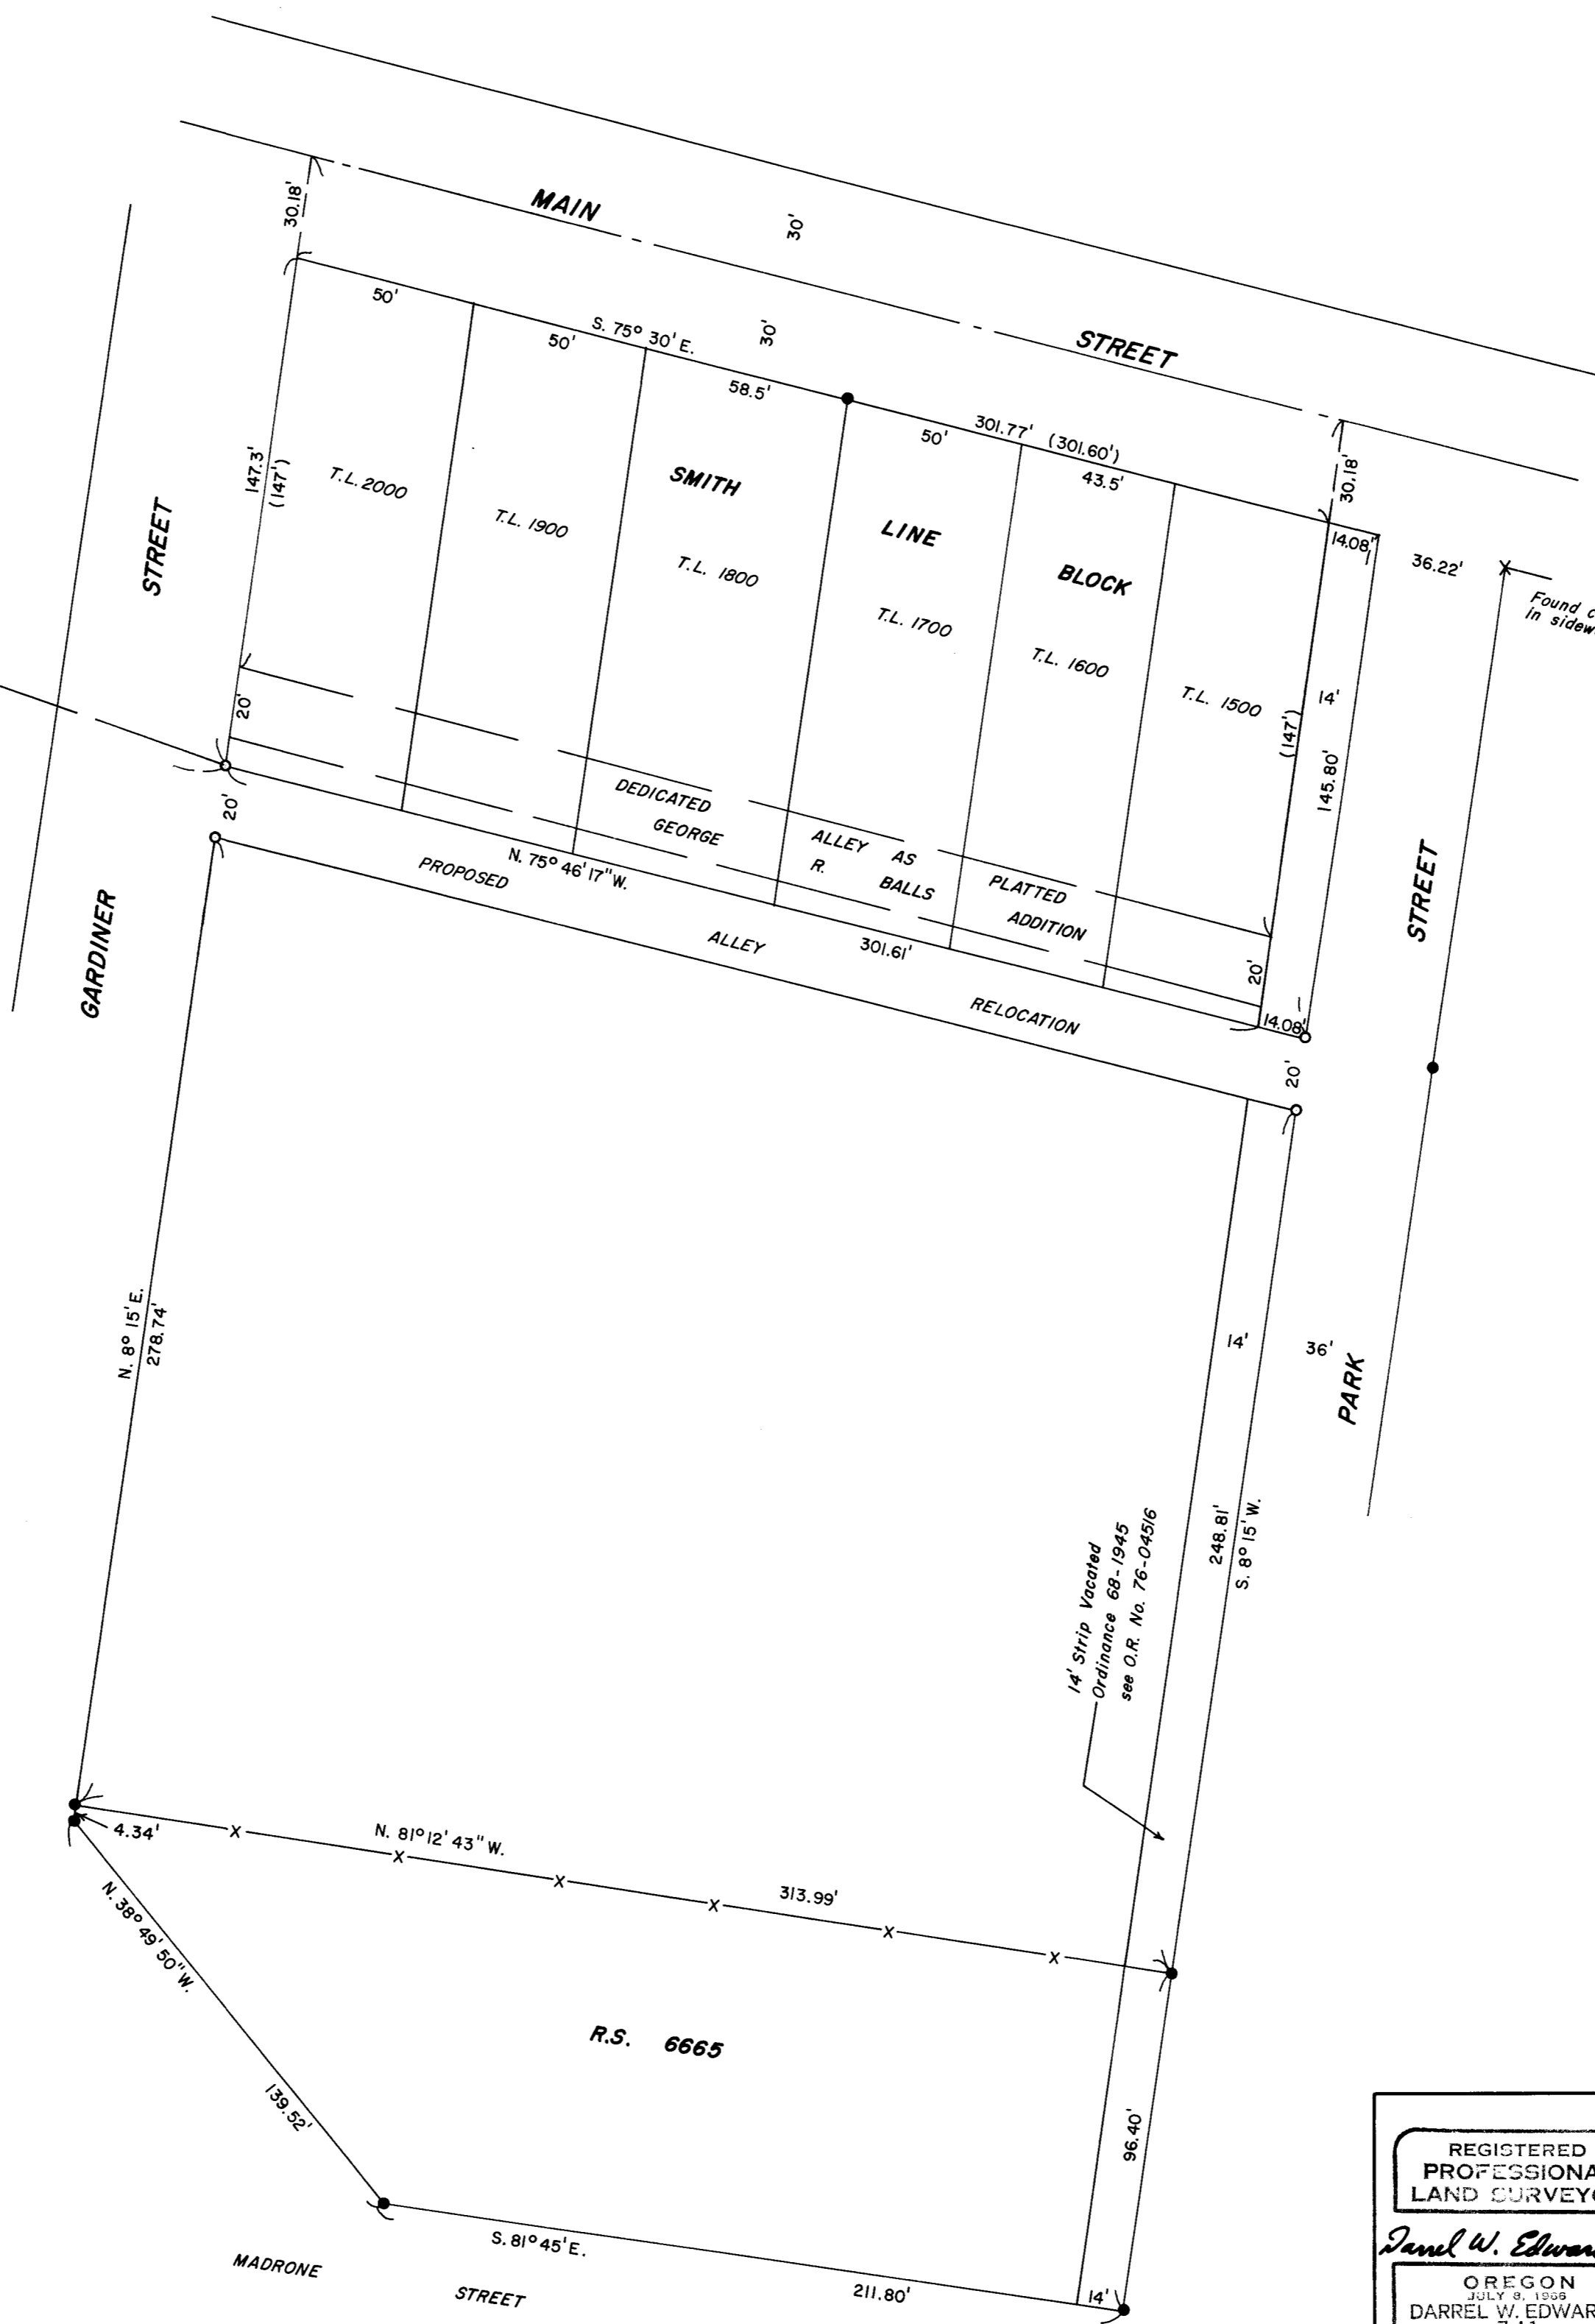 MAIN
30'
30.18'
50'
S. 75° 30' E.
30'
STREET
50'
58.5'
50'
301.77' (301.60')
43.5'
30.18'
14.08'
36.22'
Found
In
147.3'
(147')
T.L. 2000
SMITH
T.L. 1900
LINE
STREET
T.L. 1800
BLOCK
T.L. 1700
T.L. 1600
T.L. 1500
14'
(147')
145.80'
20'
20'
DEDICATED
ALLEY AS
PLATTED
GEORGE
R.
BALLS
ADDITION
N. 75° 46' 17" W.
301.61'
PROPOSED
ALLEY
RELOCATION
20'
14.08'
20'
STREET
GARDINER
N. 8° 15' E.
278.74'
14'
36'
PARK
248.81'
S. 8° 15' W.
14' Strip Vacated
Ordinance 68-1945
see O.R. No. 76-04516
4.34'
N. 81° 12' 43" W.
313.99'
N. 38° 49' 50" W.
139.52'
R.S. 6665
96.40'
S. 81° 45' E.
211.80'
14'
MADRONE
STREET
REGISTERED
LAND
Darrel W.
OREGON
JULY 8, 1966
DARREL W.